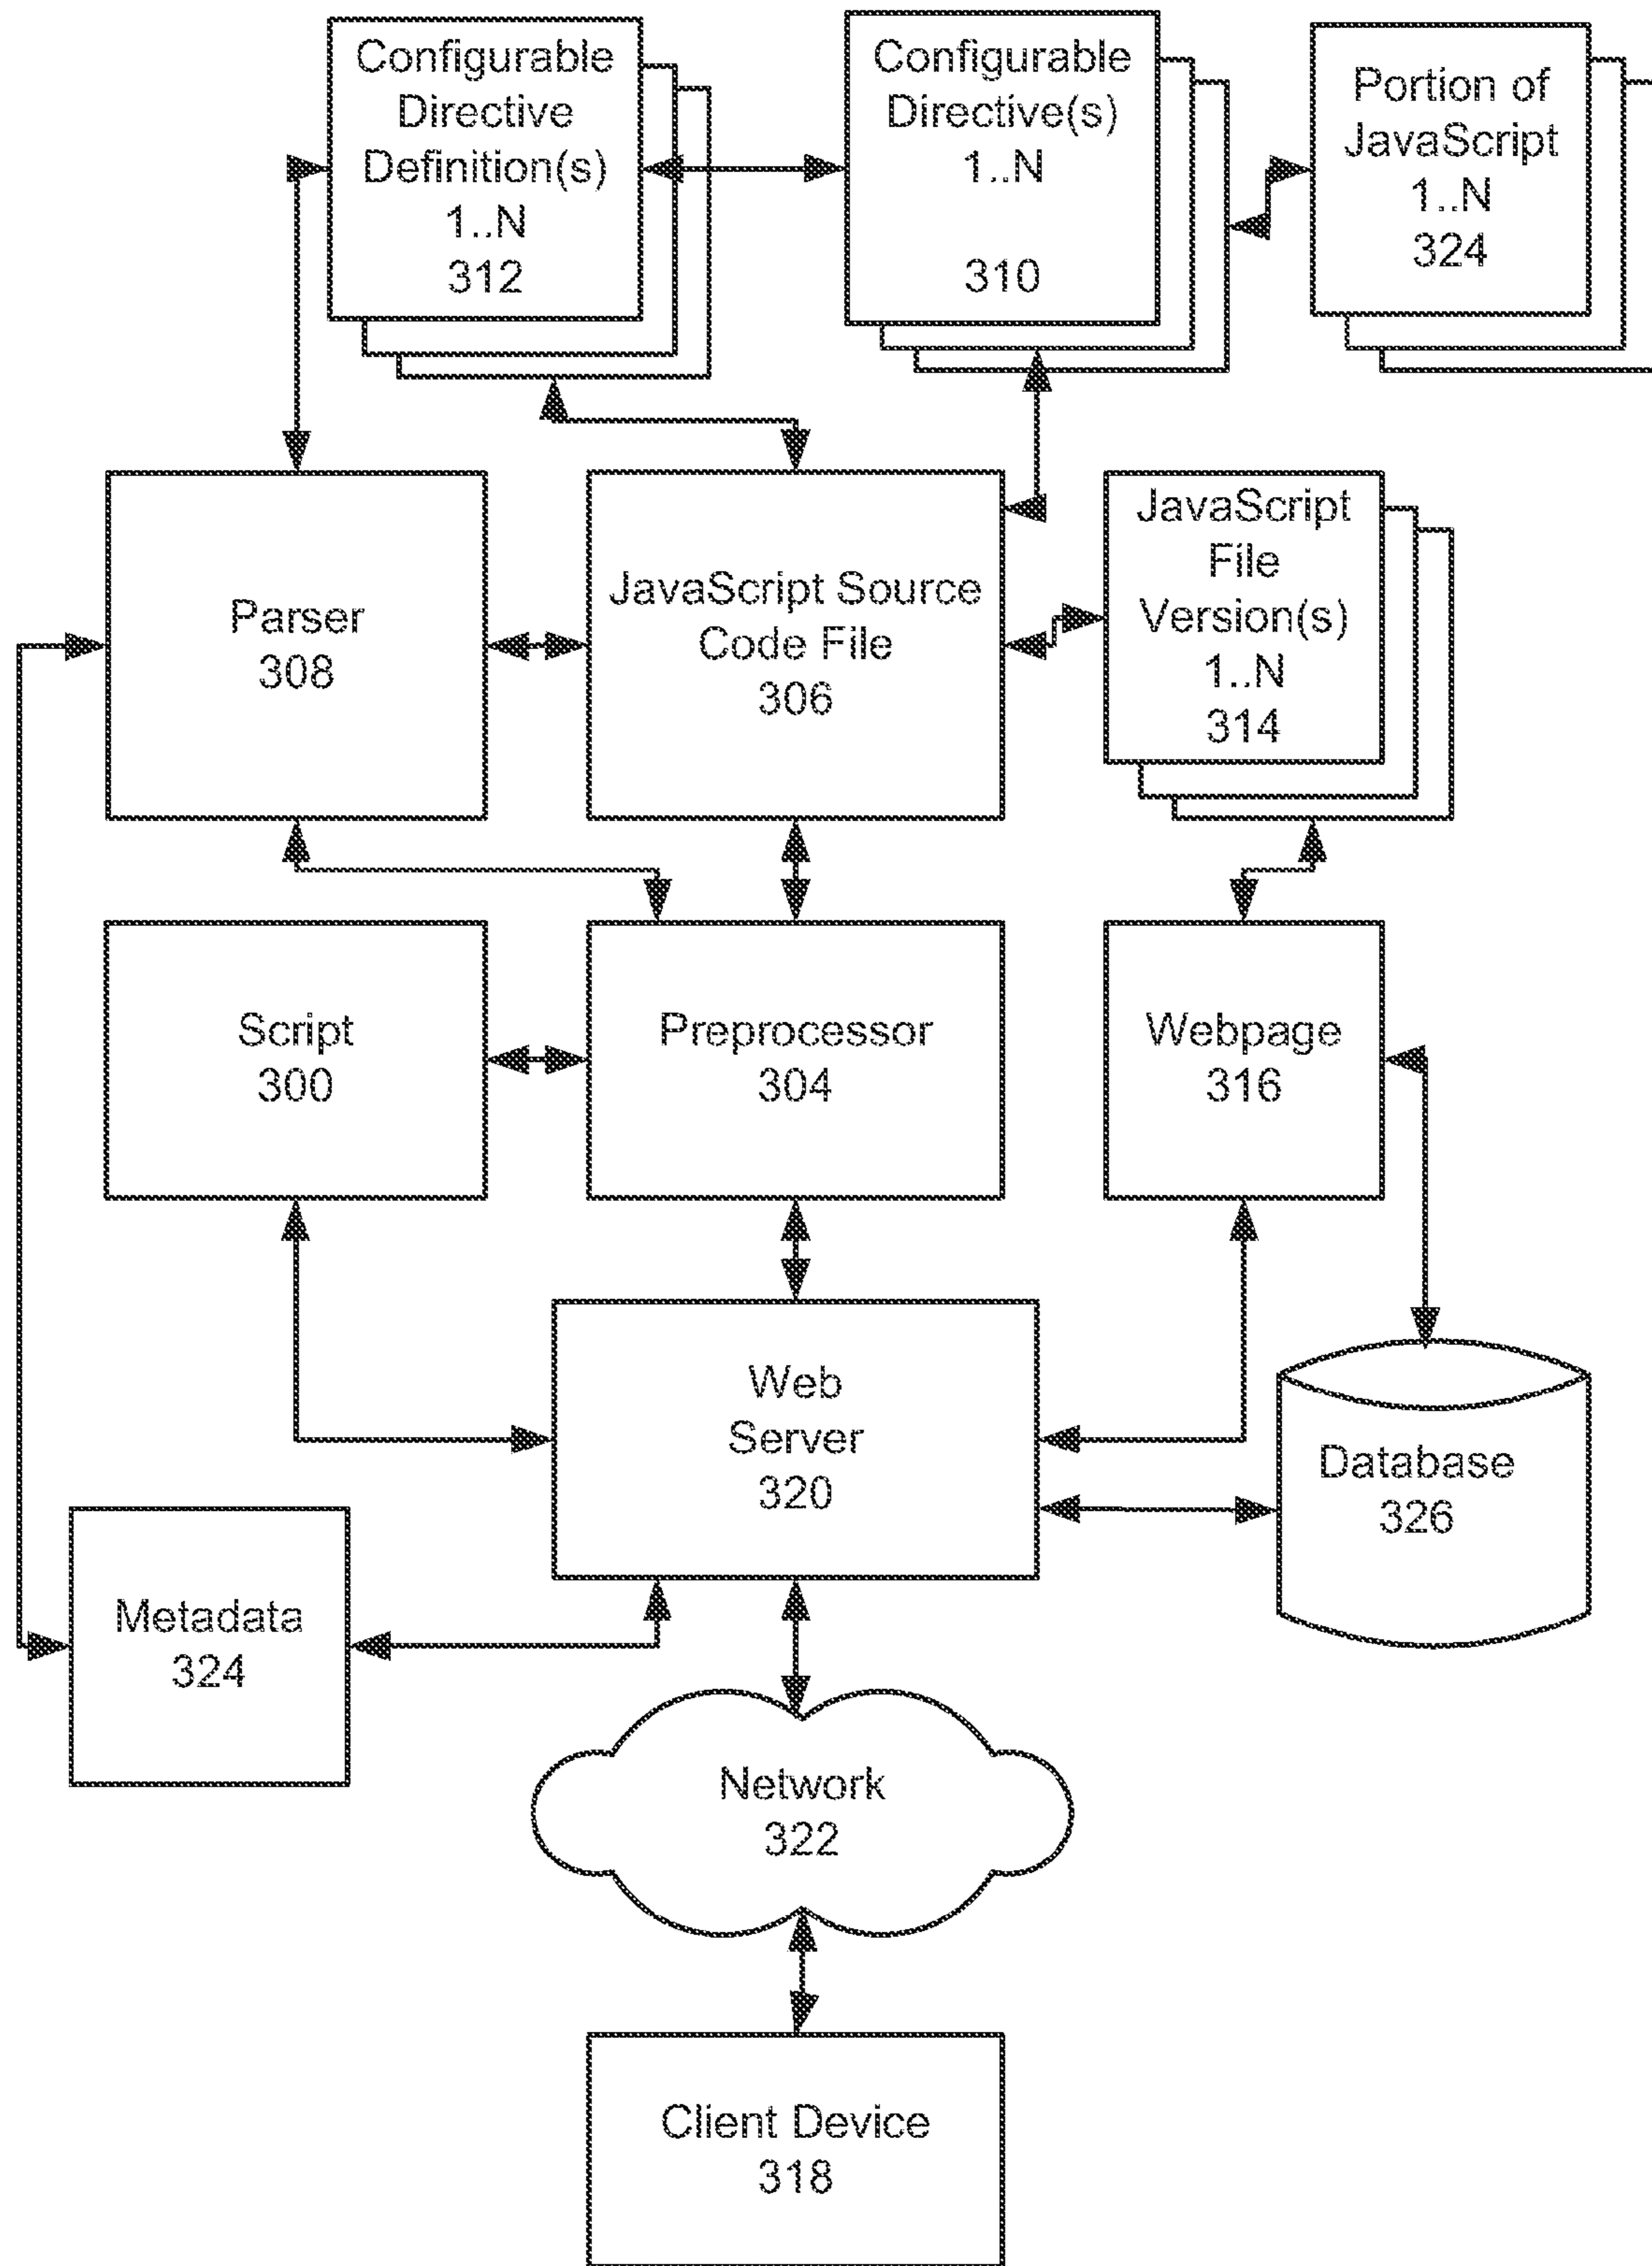 Configurable
Directive
Definition(s)
1..N
312
Configurable
Directive(s)
1..N
310
Portion of
JavaScript
1..N
324
Parser
308
JavaScript Source
Code File
306
JavaScript
File
Version(s)
1..N
314
Script
300
Preprocessor
304
Webpage
316
Web
Server
320
Database
326
Metadata
324
Network
322
Client Device
318